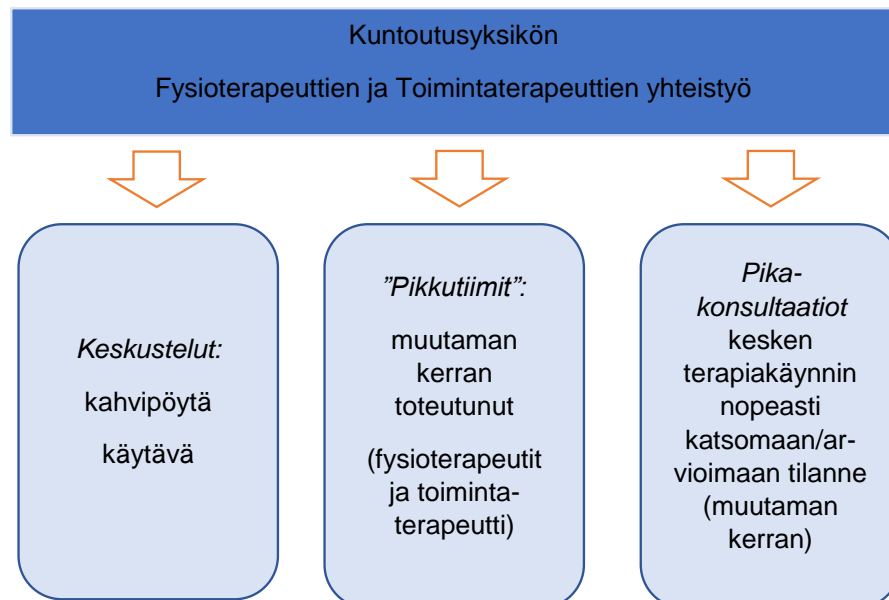 Kuntoutusyksikön
Fysioterapeuttien ja Toimintaterapeuttien yhteistyö
Keskustelut:
kahvipöytä
käytävä
”Pikkutiimit”:
muutaman
kerran
toteutunut
(fysioterapeutit
ja toiminta-
terapeutti)
Pika-
konsultaatiot
kesken
terapiakäynnin
nopeasti
katsomaan/ar-
vioimaan tilanne
(muutaman
kerran)